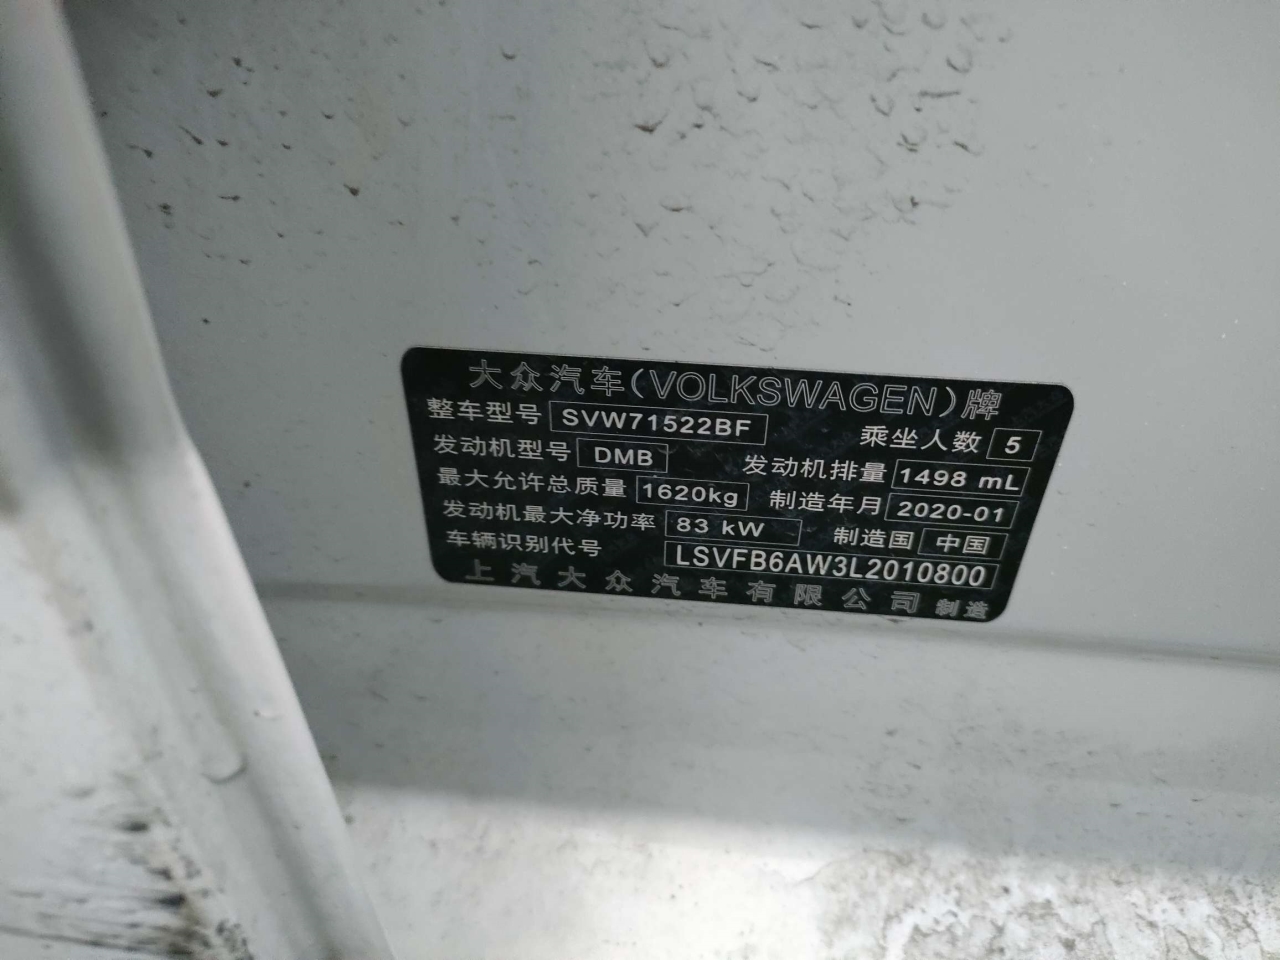 大众汽车(VOLKSWAGEN)牌
整车型号 SVW71522BF 乘坐人数 5
发动机型号 DMB 发动机排量 1498 mL
最大允许总质量 1620kg 制造年月 2020-01
发动机最大净功率 83 kW 制造国 中国
车辆识别代号 LSVFB6AW3L2010800
上汽大众汽车有限公司 制造